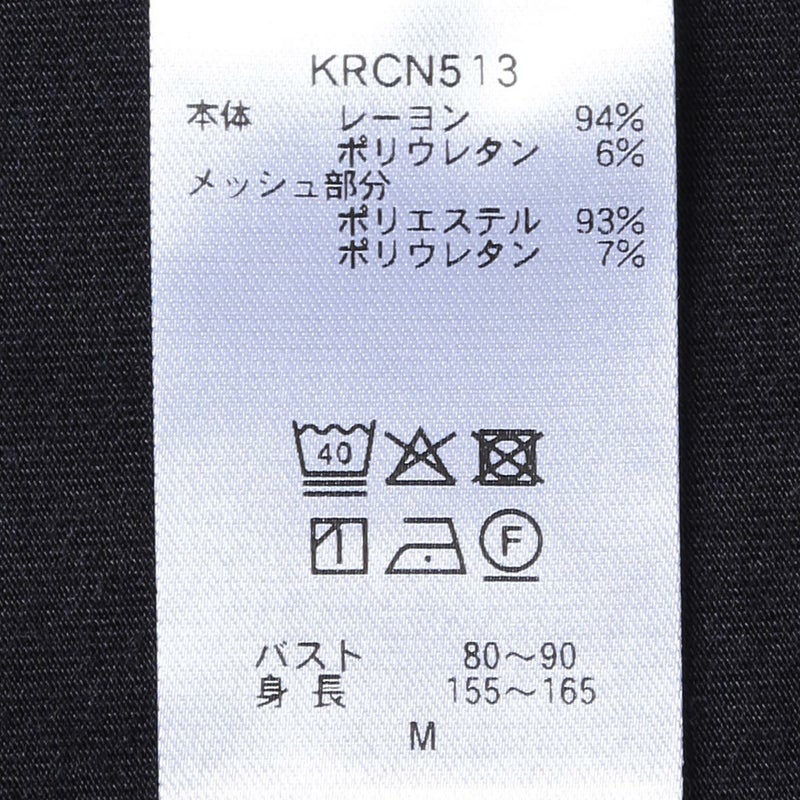 KRCN513
本体 レーヨン 94%
ポリウレタン 6%
メッシュ部分
ポリエステル 93%
ポリウレタン 7%
40
F
バスト 80～90
身長 155～165
M